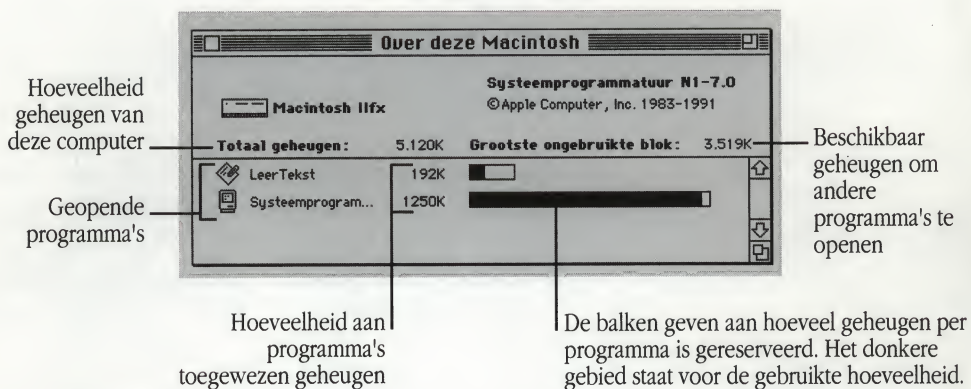 Over deze Macintosh
Systeemprogrammatuur N1-7.0
Macintosh IIfx
©Apple Computer, Inc. 1983-1991
Totaal geheugen: 5.120K Grootste ongebruikte blok: 3.519K
LeerTekst 192K
Systeemprogram... 1250K
Hoeveelheid
geheugen van
deze computer
Geopende
programma's
Beschikbaar
geheugen om
andere
programma's te
openen
Hoeveelheid aan
programma's
toegewezen geheugen
De balken geven aan hoeveel geheugen per
programma is gereserveerd. Het donkere
gebied staat voor de gebruikte hoeveelheid.